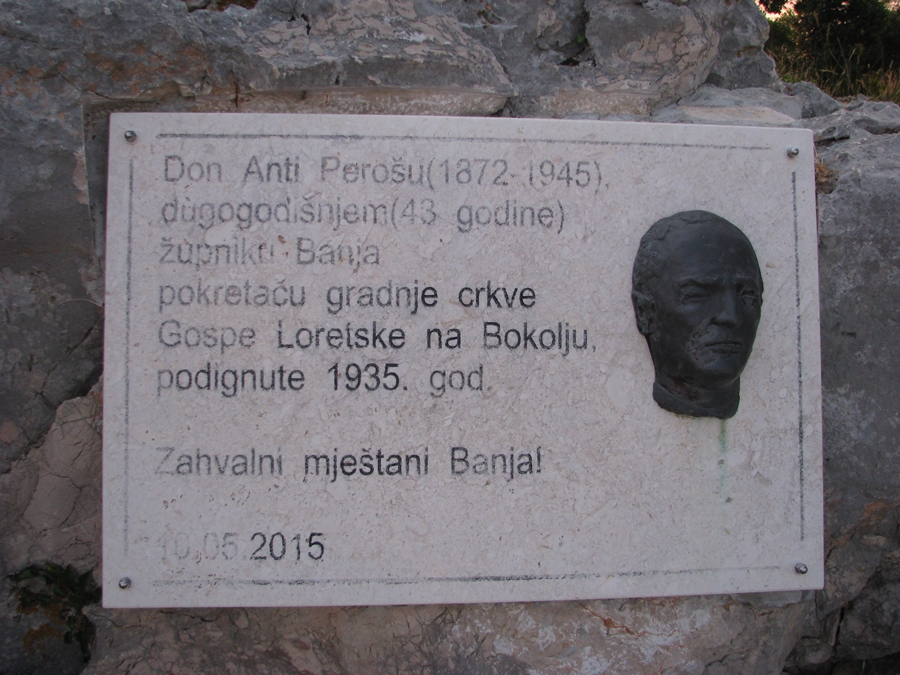 Don Anti Perošu(1872-1945),
dugogodišnjem(43 godine)
župniku Banja
pokretaču gradnje crkve
Gospe Loretske na Bokolju,
podignute 1935. god.
Zahvalni mještani Banja!
10.05.2015